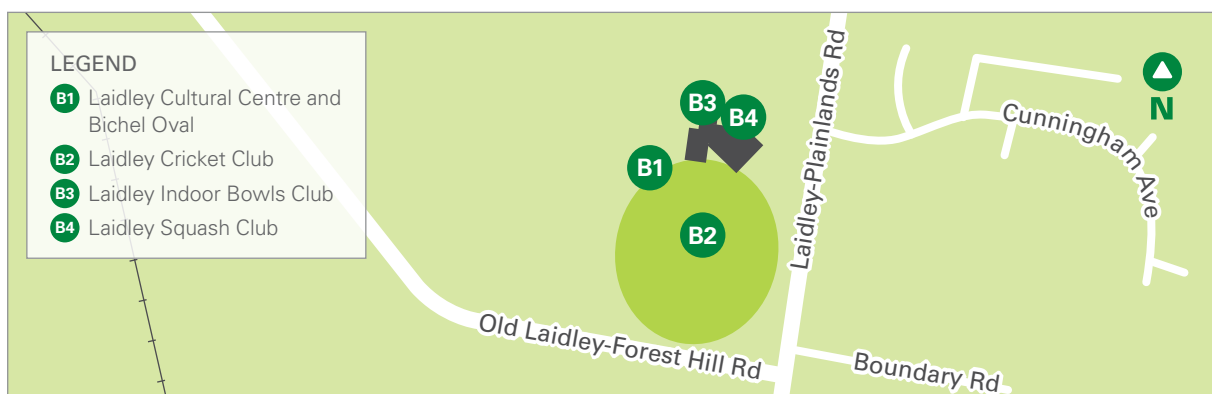 LEGEND
B1 Laidley Cultural Centre and
Bichel Oval
B2 Laidley Cricket Club
B3 Laidley Indoor Bowls Club
B4 Laidley Squash Club
B3
B4
B1
B2
Laidley-Plainlands Rd
Cunningham Ave
N
Old Laidley-Forest Hill Rd
Boundary Rd